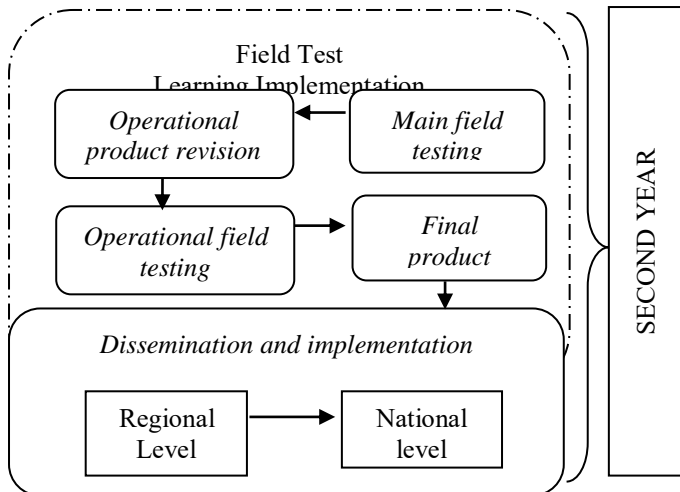 Field Test
Learning Implementation
Operational
product revision
Main field
testing
Operational field
testing
Final
product
Dissemination and implementation
Regional
Level
National
level
SECOND YEAR